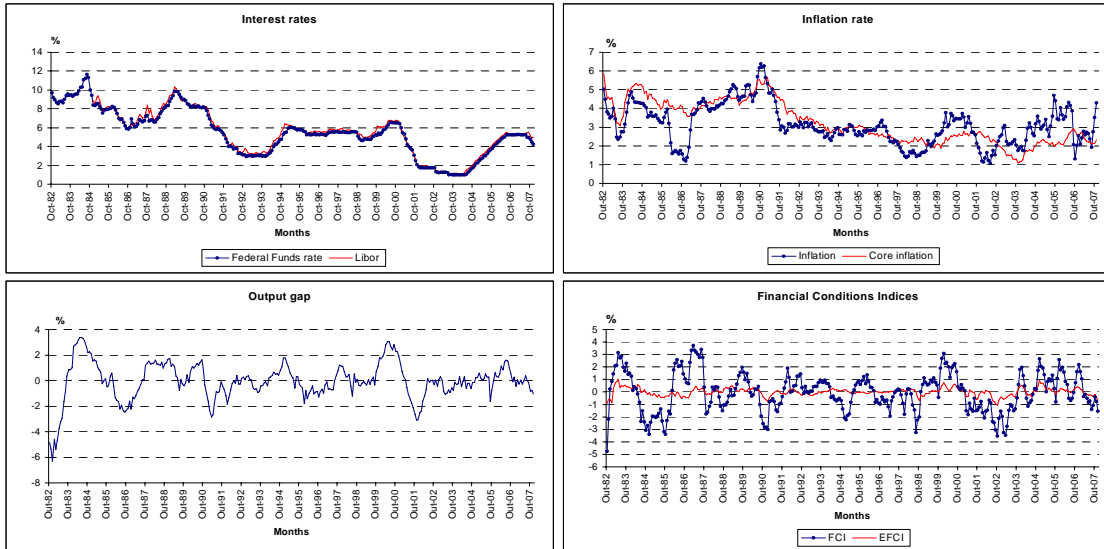 Interest rates
%
14
12
10
8
6
4
2
0
Oct-82
Oct-83
Oct-84
Oct-85
Oct-86
Oct-87
Oct-88
Oct-89
Oct-90
Oct-91
Oct-92
Oct-93
Oct-94
Oct-95
Oct-96
Oct-97
Oct-98
Oct-99
Oct-00
Oct-01
Oct-02
Oct-03
Oct-04
Oct-05
Oct-06
Oct-07
Months
Federal Funds rate
Libor
Inflation rate
%
7
6
5
4
3
2
1
0
Out-82
Out-83
Out-84
Out-85
Out-86
Out-87
Out-88
Out-89
Out-90
Out-91
Out-92
Out-93
Out-94
Out-95
Out-96
Out-97
Out-98
Out-99
Out-00
Out-01
Out-02
Out-03
Out-04
Out-05
Out-06
Out-07
Months
Inflation
Core inflation
Output gap
%
4
2
0
-2
-4
-6
-8
Out-82
Out-83
Out-84
Out-85
Out-86
Out-87
Out-88
Out-89
Out-90
Out-91
Out-92
Out-93
Out-94
Out-95
Out-96
Out-97
Out-98
Out-99
Out-00
Out-01
Out-02
Out-03
Out-04
Out-05
Out-06
Out-07
Months
Financial Conditions Indices
%
5
4
3
2
1
0
-1
-2
-3
-4
-5
-6
Out-82
Out-83
Out-84
Out-85
Out-86
Out-87
Out-88
Out-89
Out-90
Out-91
Out-92
Out-93
Out-94
Out-95
Out-96
Out-97
Out-98
Out-99
Out-00
Out-01
Out-02
Out-03
Out-04
Out-05
Out-06
Out-07
Months
FCI
EFCI